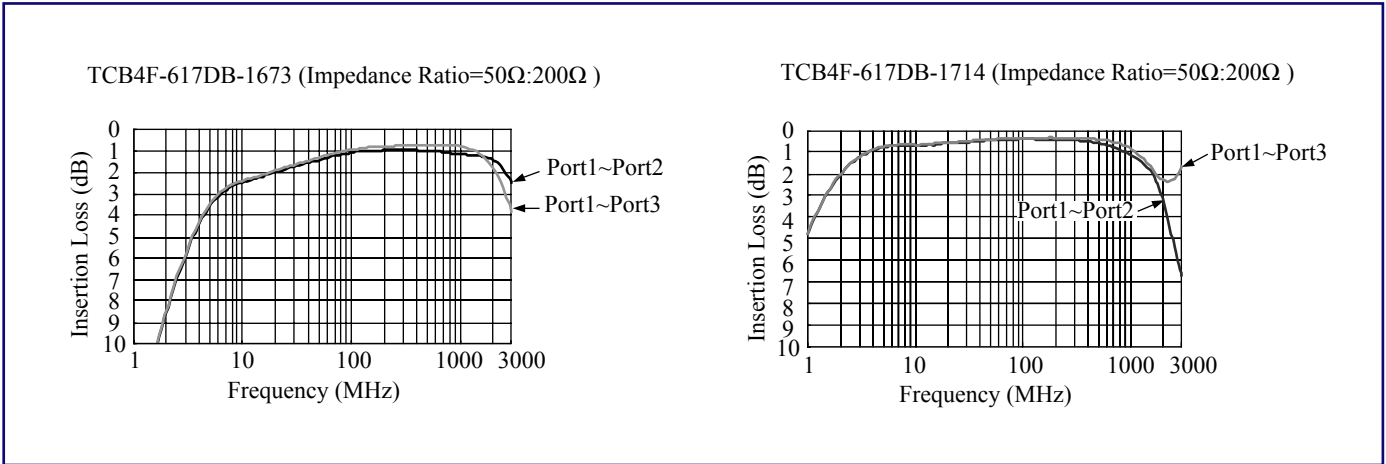 TCB4F-617DB-1673 (Impedance Ratio=50Ω:200Ω )
Insertion Loss (dB)
0
1
2
3
4
5
6
7
8
9
10
Port1~Port2
Port1~Port3
1 10 100 1000 3000
Frequency (MHz)
TCB4F-617DB-1714 (Impedance Ratio=50Ω:200Ω )
Insertion Loss (dB)
0
1
2
3
4
5
6
7
8
9
10
Port1~Port3
Port1~Port2
1 10 100 1000 3000
Frequency (MHz)